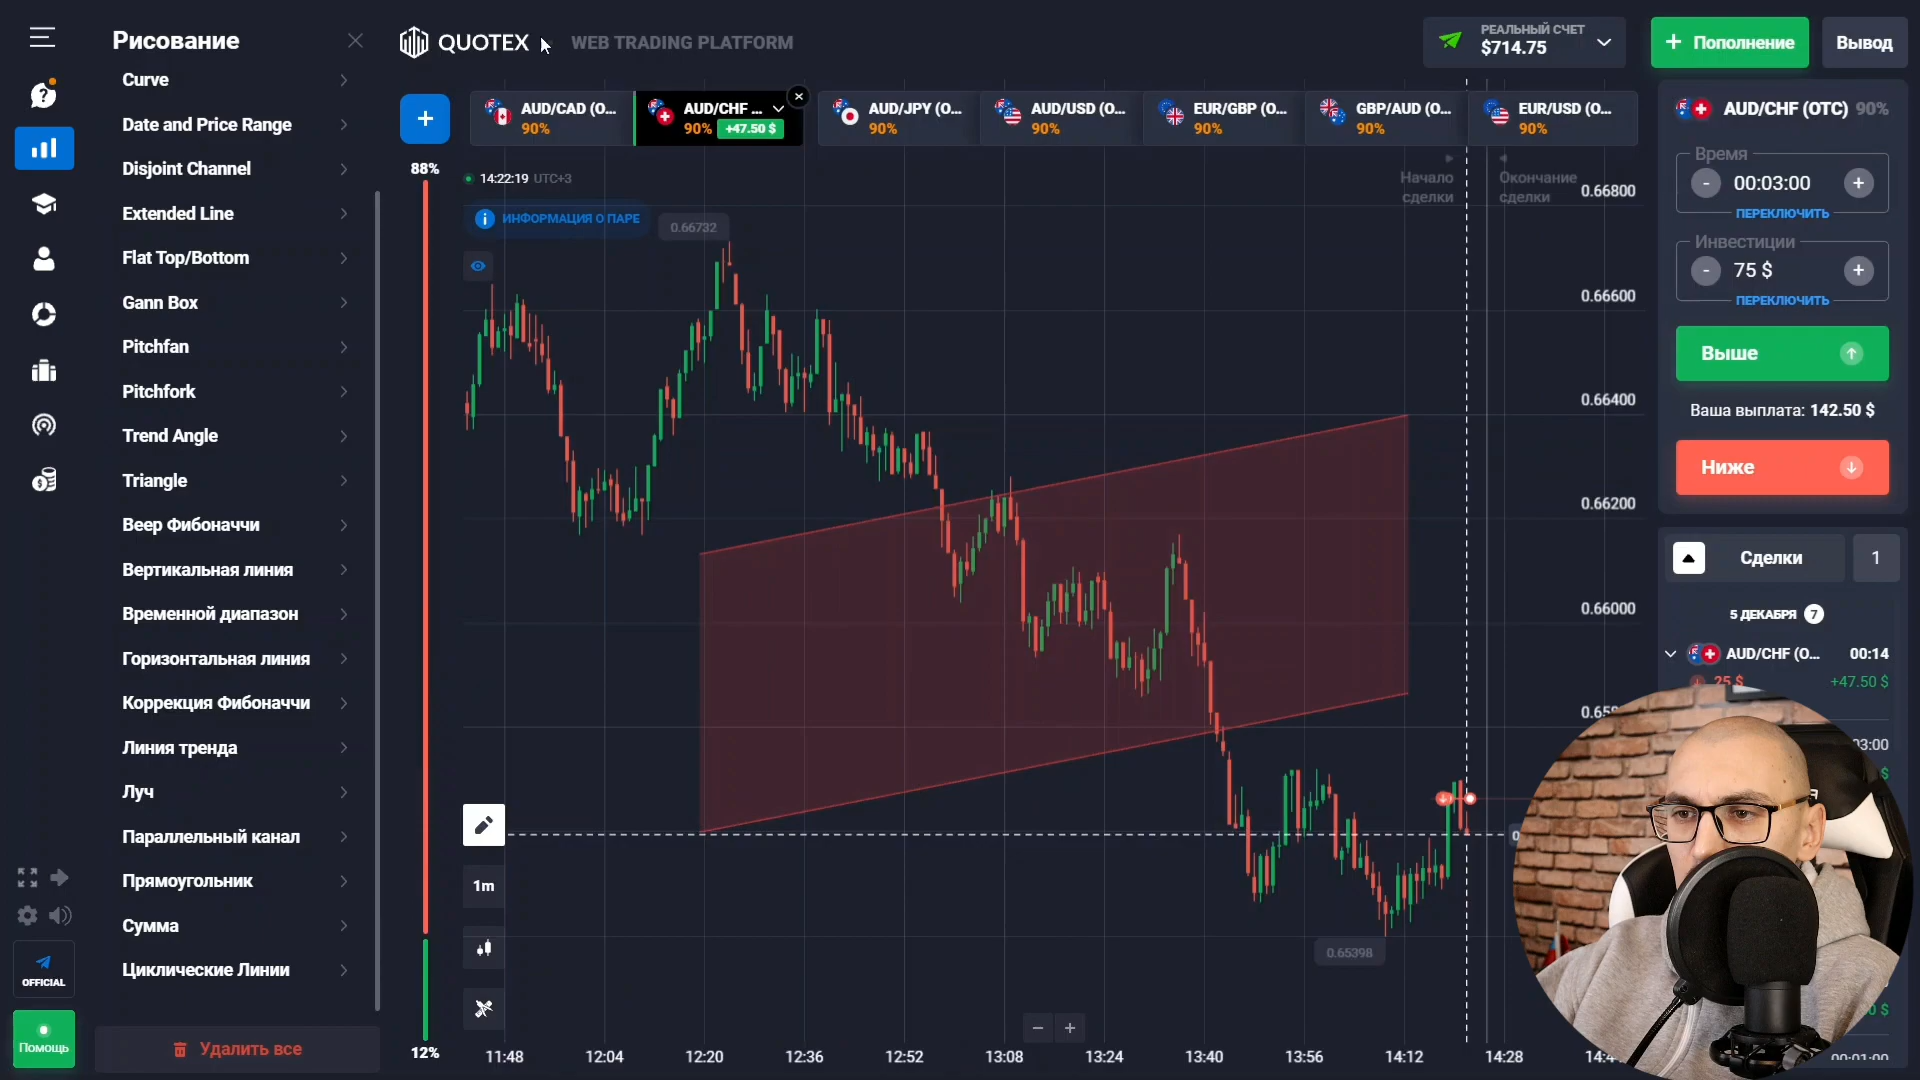 Рисование
Curve
Date and Price Range
Disjoint Channel
Extended Line
Flat Top/Bottom
Gann Box
Pitchfan
Pitchfork
Trend Angle
Triangle
Веер Фибоначчи
Вертикальная линия
Временной диапазон
Горизонтальная линия
Коррекция Фибоначчи
Линия тренда
Луч
Параллельный канал
Прямоугольник
Сумма
Циклические Линии
Удалить все
OFFICIAL
Помощь
QUOTEX
WEB TRADING PLATFORM
РЕАЛЬНЫЙ СЧЕТ
$714.75
+ Пополнение
Вывод
AUD/CAD (O...
90%
AUD/CHF ...
90% +47.50 $
AUD/JPY (O...
90%
AUD/USD (O...
90%
EUR/GBP (O...
90%
GBP/AUD (O...
90%
EUR/USD (O...
90%
88%
12%
14:22:19 UTC+3
ИНФОРМАЦИЯ О ПАРЕ
0.66732
Начало
сделки
Окончание
сделки
0.66800
0.66600
0.66400
0.66200
0.66000
0.65398
1m
11:48
12:04
12:20
12:36
12:52
13:08
13:24
13:40
13:56
14:12
14:28
AUD/CHF (OTC) 90%
Время
- 00:03:00 +
ПЕРЕКЛЮЧИТЬ
Инвестиции
- 75 $ +
ПЕРЕКЛЮЧИТЬ
Выше
Ваша выплата: 142.50 $
Ниже
Сделки
1
5 ДЕКАБРЯ 7
AUD/CHF (O... 00:14
25 $ +47.50 $